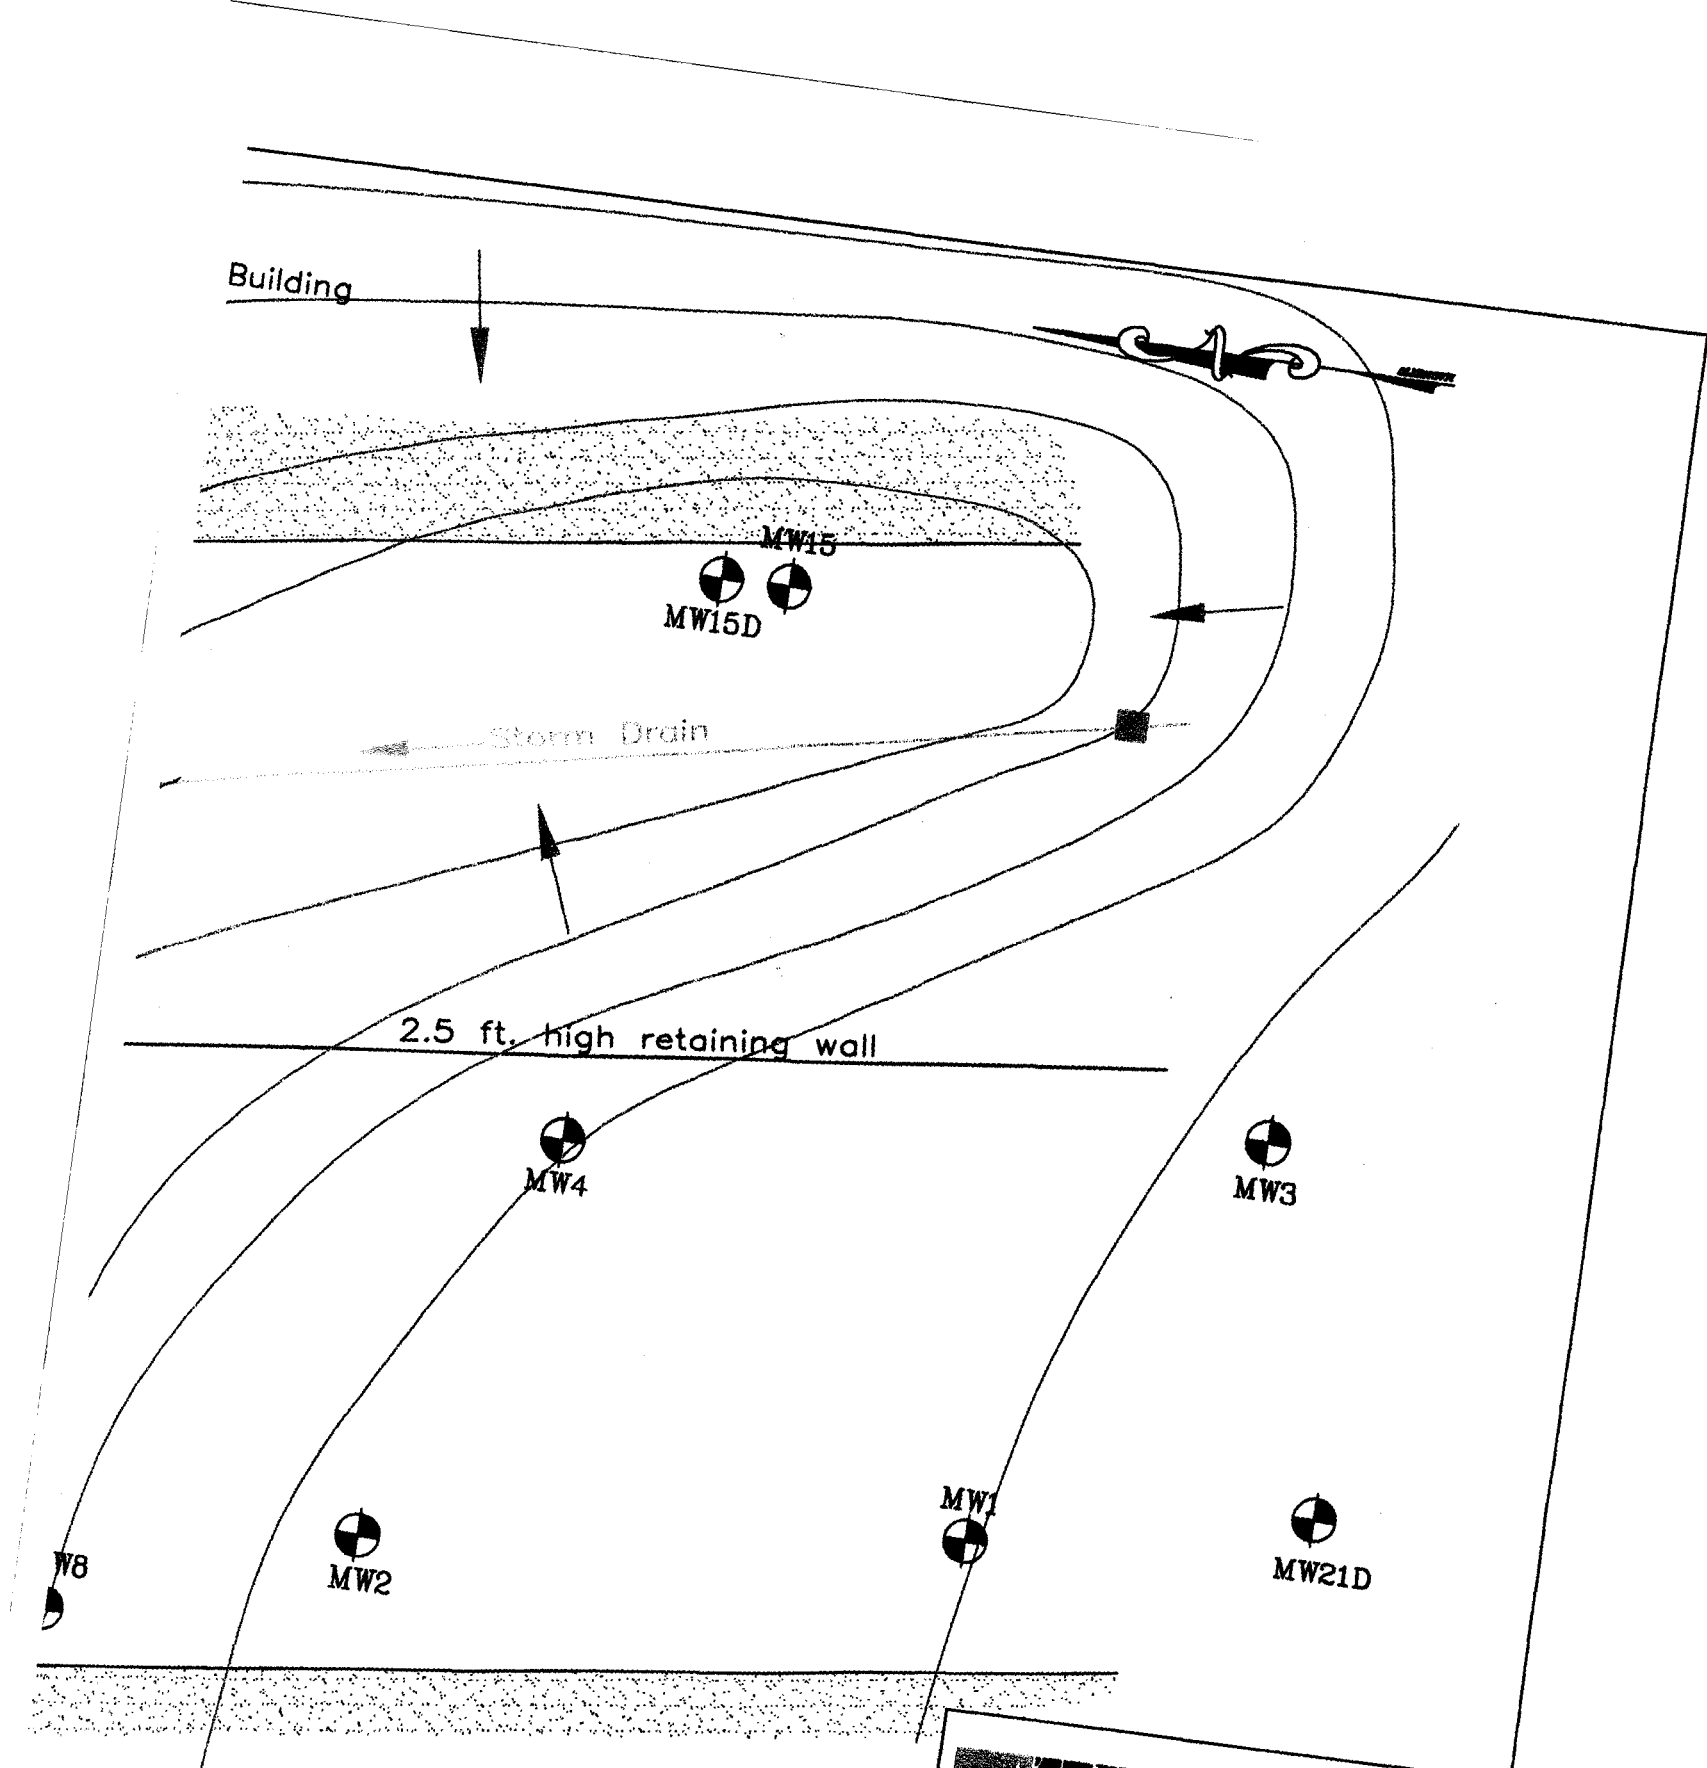 Building
MW15
MW15D
Storm Drain
2.5 ft. high retaining wall
MW4
MW3
MW1
W8
MW2
MW21D